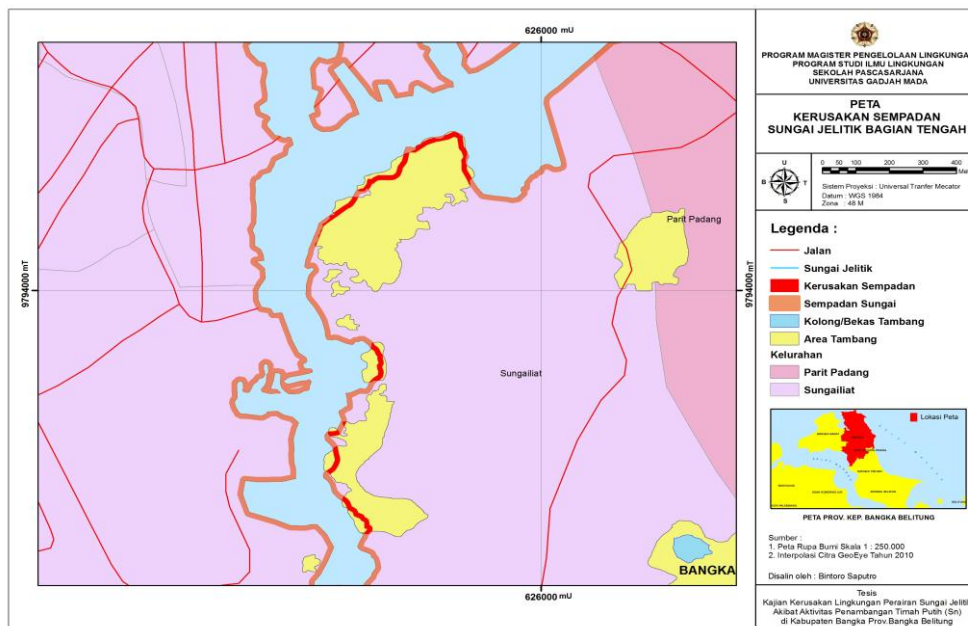 626000 mU
9794000 mT
Parit Padang
Sungailiat
BANGKA
9794000 mT
626000 mU
PROGRAM MAGISTER PENGELOLAAN LINGKUNGA
PROGRAM STUDI ILMU LINGKUNGAN
SEKOLAH PASCASARJANA
UNIVERSITAS GADJAH MADA
PETA
KERUSAKAN SEMPADAN
SUNGAI JELITIK BAGIAN TENGAH
U
B T
S
0 50 100 200 300 400
Met
Sistem Proyeksi : Universal Tranfer Mecator
Datum : WGS 1984
Zona : 48 M
Legenda :
Jalan
Sungai Jelitik
Kerusakan Sempadan
Sempadan Sungai
Kolong/Bekas Tambang
Area Tambang
Kelurahan
Parit Padang
Sungailiat
Lokasi Peta
PETA PROV. KEP. BANGKA BELITUNG
Sumber :
1. Peta Rupa Bumi Skala 1 : 250.000
2. Interpolasi Citra GeoEye Tahun 2010
Disalin oleh : Bintoro Saputro
Tesis
Kajian Kerusakan Lingkungan Perairan Sungai Jelitik
Akibat Aktivitas Penambangan Timah Putih (Sn)
di Kabupaten Bangka Prov.Bangka Belitung